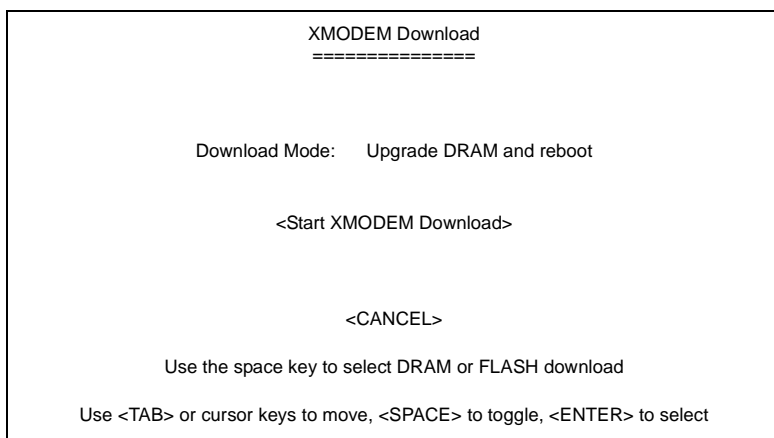 XMODEM Download
===============
Download Mode: Upgrade DRAM and reboot
<Start XMODEM Download>
<CANCEL>
Use the space key to select DRAM or FLASH download
Use <TAB> or cursor keys to move, <SPACE> to toggle, <ENTER> to select